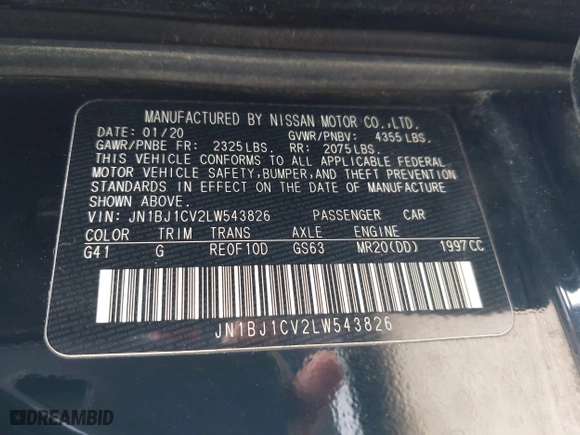 MANUFACTURED BY NISSAN MOTOR CO.,LTD.
DATE: 01/20 GVWR/PNBV: 4355 LBS.
GAWR/PNBE FR: 2325 LBS. RR: 2075 LBS.
THIS VEHICLE CONFORMS TO ALL APPLICABLE FEDERAL
MOTOR VEHICLE SAFETY, BUMPER, AND THEFT PREVENTION
STANDARDS IN EFFECT ON THE DATE OF MANUFACTURE
SHOWN ABOVE.
VIN: JN1BJ1CV2LW543826 PASSENGER CAR
COLOR TRIM TRANS AXLE ENGINE
G41 G RE0F10D GS63 MR20(DD) 1997CC
JN1BJ1CV2LW543826
DREAMBID